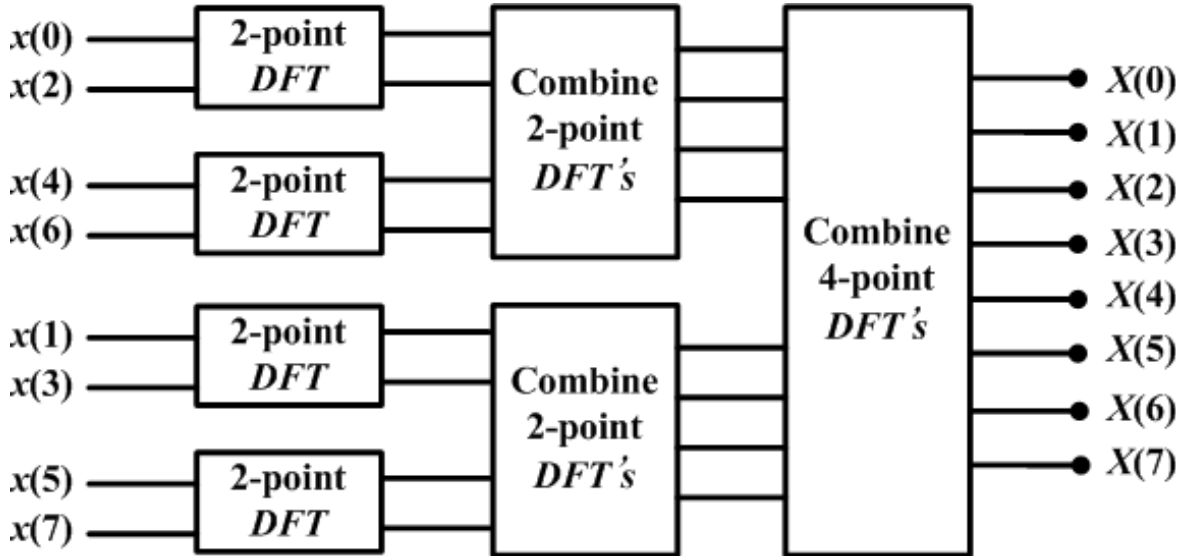 x(0)
x(2)
2-point
DFT
x(4)
x(6)
2-point
DFT
x(1)
x(3)
2-point
DFT
x(5)
x(7)
2-point
DFT
Combine
2-point
DFT's
Combine
2-point
DFT's
Combine
4-point
DFT's
X(0)
X(1)
X(2)
X(3)
X(4)
X(5)
X(6)
X(7)